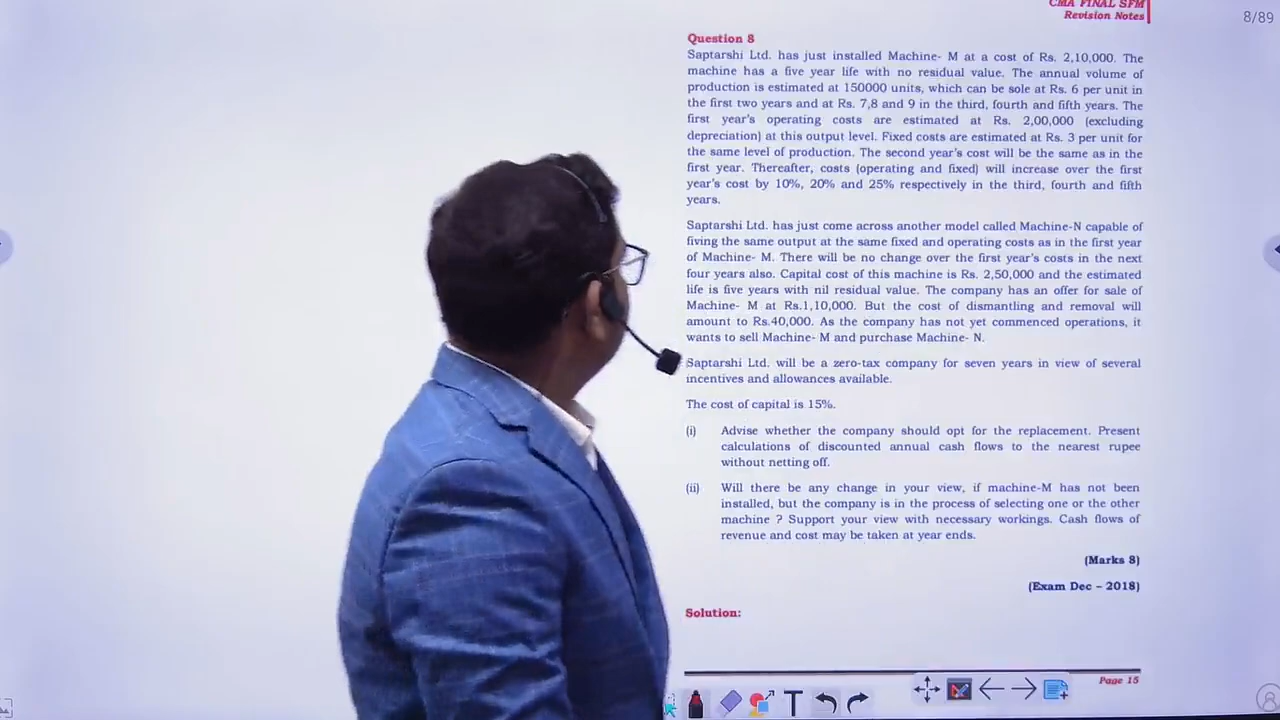 CMA FINAL SFM
Revision Notes
8/89
Question 8
Saptarshi Ltd. has just installed Machine- M at a cost of Rs. 2,10,000. The
machine has a five year life with no residual value. The annual volume of
production is estimated at 150000 units, which can be sole at Rs. 6 per unit in
the first two years and at Rs. 7,8 and 9 in the third, fourth and fifth years. The
first year's operating costs are estimated at Rs. 2,00,000 (excluding
depreciation) at this output level. Fixed costs are estimated at Rs. 3 per unit for
the same level of production. The second year's cost will be the same as in the
first year. Thereafter, costs (operating and fixed) will increase over the first
year's cost by 10%, 20% and 25% respectively in the third, fourth and fifth
years.
Saptarshi Ltd. has just come across another model called Machine-N capable of
fiving the same output at the same fixed and operating costs as in the first year
of Machine- M. There will be no change over the first year's costs in the next
four years also. Capital cost of this machine is Rs. 2,50,000 and the estimated
life is five years with nil residual value. The company has an offer for sale of
Machine- M at Rs.1,10,000. But the cost of dismantling and removal will
amount to Rs.40,000. As the company has not yet commenced operations, it
wants to sell Machine- M and purchase Machine- N.
Saptarshi Ltd. will be a zero-tax company for seven years in view of several
incentives and allowances available.
The cost of capital is 15%.
(i) Advise whether the company should opt for the replacement. Present
calculations of discounted annual cash flows to the nearest rupee
without netting off.
(ii) Will there be any change in your view, if machine-M has not been
installed, but the company is in the process of selecting one or the other
machine ? Support your view with necessary workings. Cash flows of
revenue and cost may be taken at year ends.
(Marks 8)
(Exam Dec – 2018)
Solution:
Page 15
T